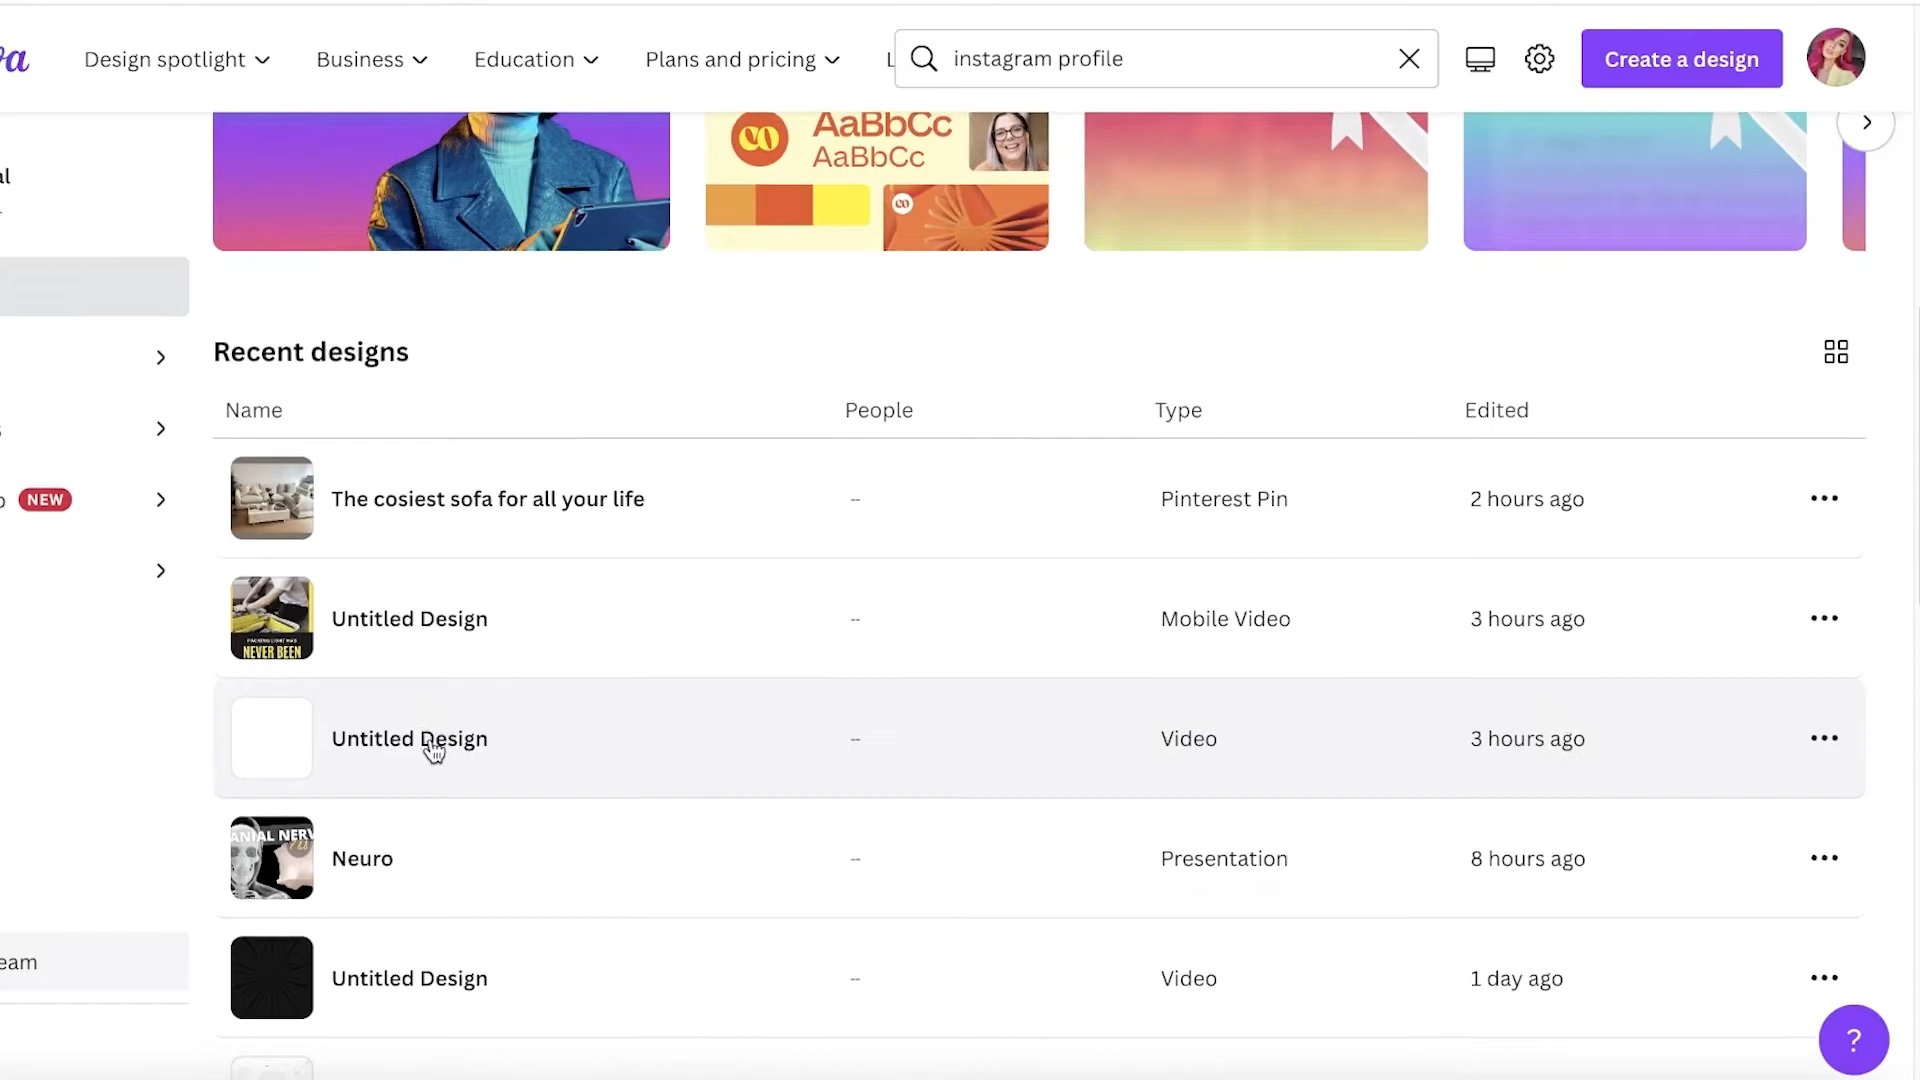 Design spotlight Business Education Plans and pricing instagram profile Create a design
AaBbCc
AaBbCc
Recent designs
Name People Type Edited
The cosiest sofa for all your life -- Pinterest Pin 2 hours ago
NEW
NEVER BEEN
Untitled Design -- Mobile Video 3 hours ago
Untitled Design -- Video 3 hours ago
Neuro -- Presentation 8 hours ago
Untitled Design -- Video 1 day ago
?